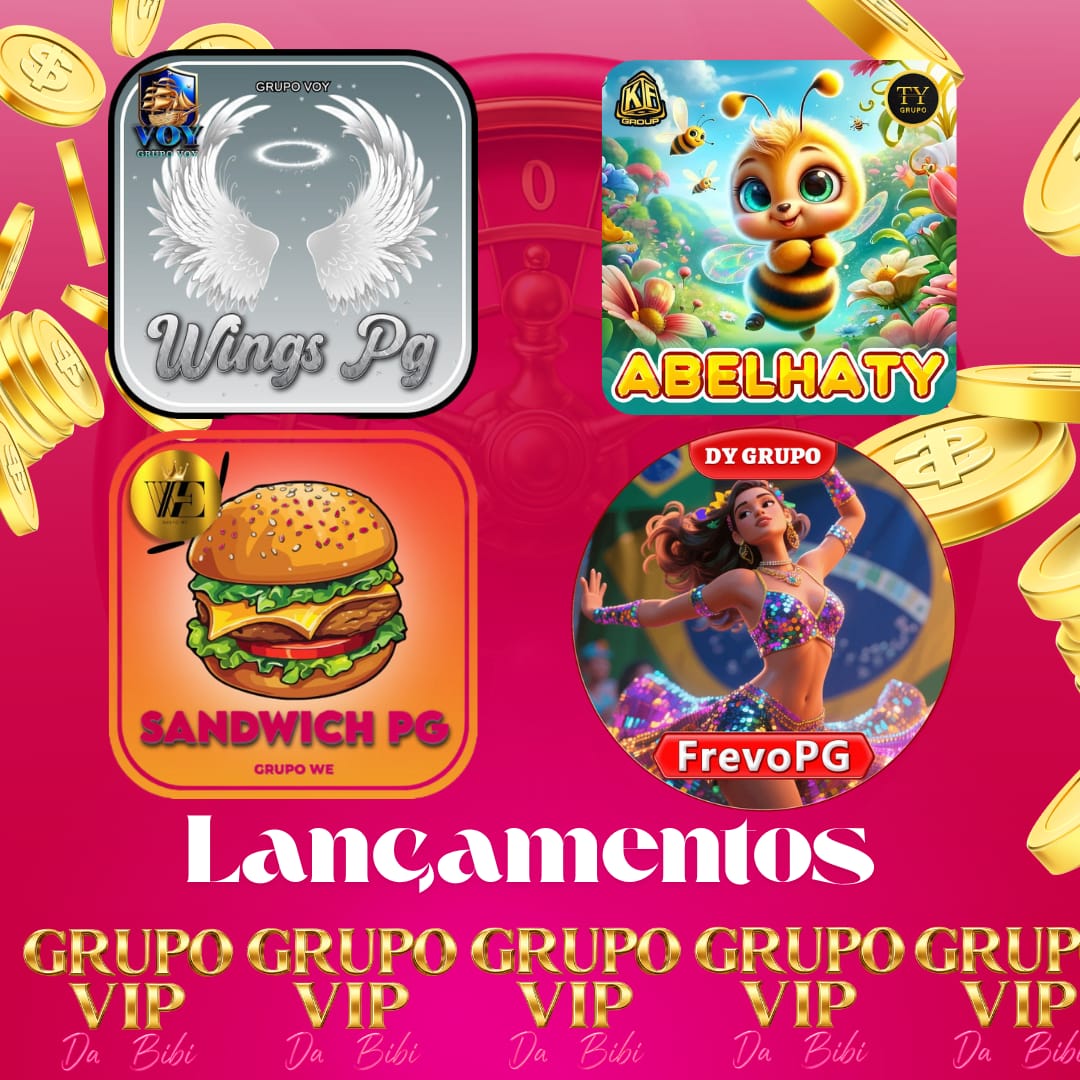 GRUPO VOY
VOY
GRUPO VOY
Wings Pg
KF
GROUP
TY
GRUPO
ABELHATY
0
WE
SANDWICH PG
GRUPO WE
DY GRUPO
FrevoPG
Lançamentos
GRUPO GRUPO GRUPO GRUPO GRUP
VIP VIP VIP VIP VIP
Da Bibi Da Bibi Da Bibi Da Bibi Da Bibi